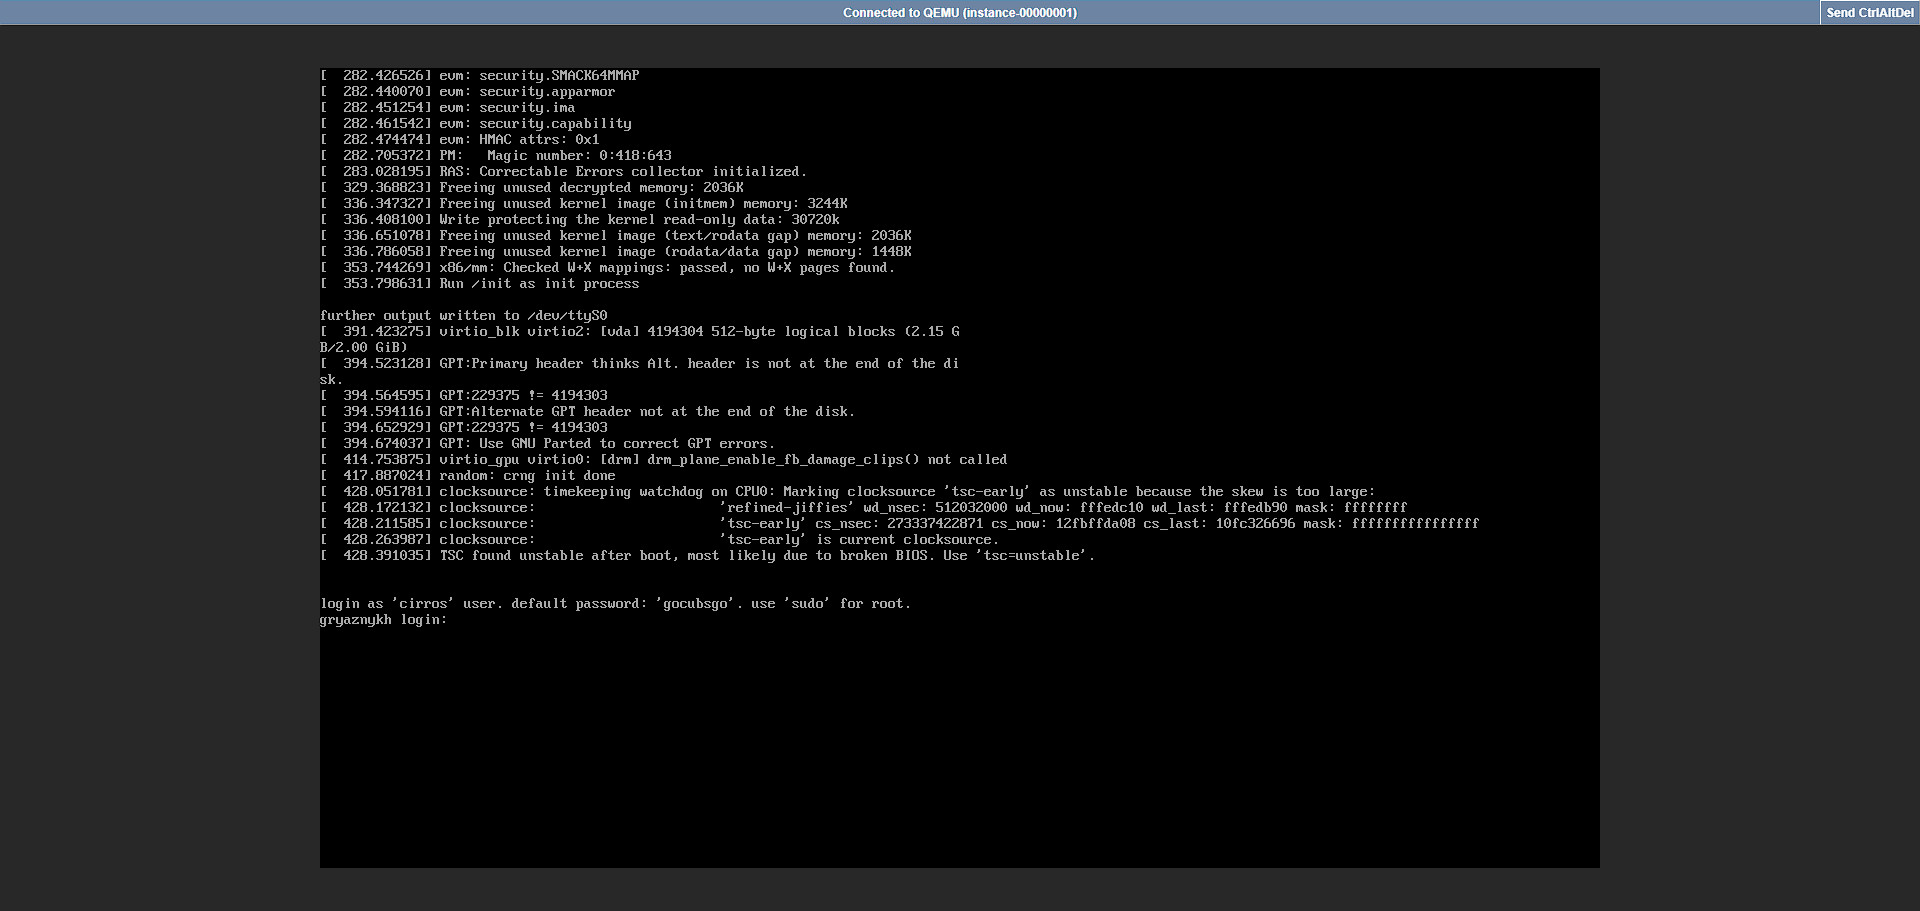 Connected to QEMU (instance-00000001)
Send CtrlAltDel
[  282.426526] evm: security.SMACK64MMAP
[  282.440070] evm: security.apparmor
[  282.451254] evm: security.ima
[  282.461542] evm: security.capability
[  282.474474] evm: HMAC attrs: 0x1
[  282.705372] PM:   Magic number: 0:418:643
[  283.028195] RAS: Correctable Errors collector initialized.
[  329.368823] Freeing unused decrypted memory: 2036K
[  336.347327] Freeing unused kernel image (initmem) memory: 3244K
[  336.408100] Write protecting the kernel read-only data: 30720k
[  336.651078] Freeing unused kernel image (text/rodata gap) memory: 2036K
[  336.786058] Freeing unused kernel image (rodata/data gap) memory: 1448K
[  353.744269] x86/mm: Checked W+X mappings: passed, no W+X pages found.
[  353.798631] Run /init as init process
further output written to /dev/ttyS0
[  391.423275] virtio_blk virtio2: [vda] 4194304 512-byte logical blocks (2.15 G
B/2.00 GiB)
[  394.523128] GPT:Primary header thinks Alt. header is not at the end of the di
sk.
[  394.564595] GPT:229375 != 4194303
[  394.594116] GPT:Alternate GPT header not at the end of the disk.
[  394.652929] GPT:229375 != 4194303
[  394.674037] GPT: Use GNU Parted to correct GPT errors.
[  414.753875] virtio_gpu virtio0: [drm] drm_plane_enable_fb_damage_clips() not called
[  417.887024] random: crng init done
[  428.051781] clocksource: timekeeping watchdog on CPU0: Marking clocksource 'tsc-early' as unstable because the skew is too large:
[  428.172132] clocksource:                       'refined-jiffies' wd_nsec: 512032000 wd_now: fffedc10 wd_last: fffedb90 mask: ffffffff
[  428.211585] clocksource:                       'tsc-early' cs_nsec: 273337422871 cs_now: 12fbffda08 cs_last: 10fc326696 mask: ffffffffffffffff
[  428.263987] clocksource:                       'tsc-early' is current clocksource.
[  428.391035] TSC found unstable after boot, most likely due to broken BIOS. Use 'tsc=unstable'.
login as 'cirros' user. default password: 'gocubsgo'. use 'sudo' for root.
gryaznykh login: